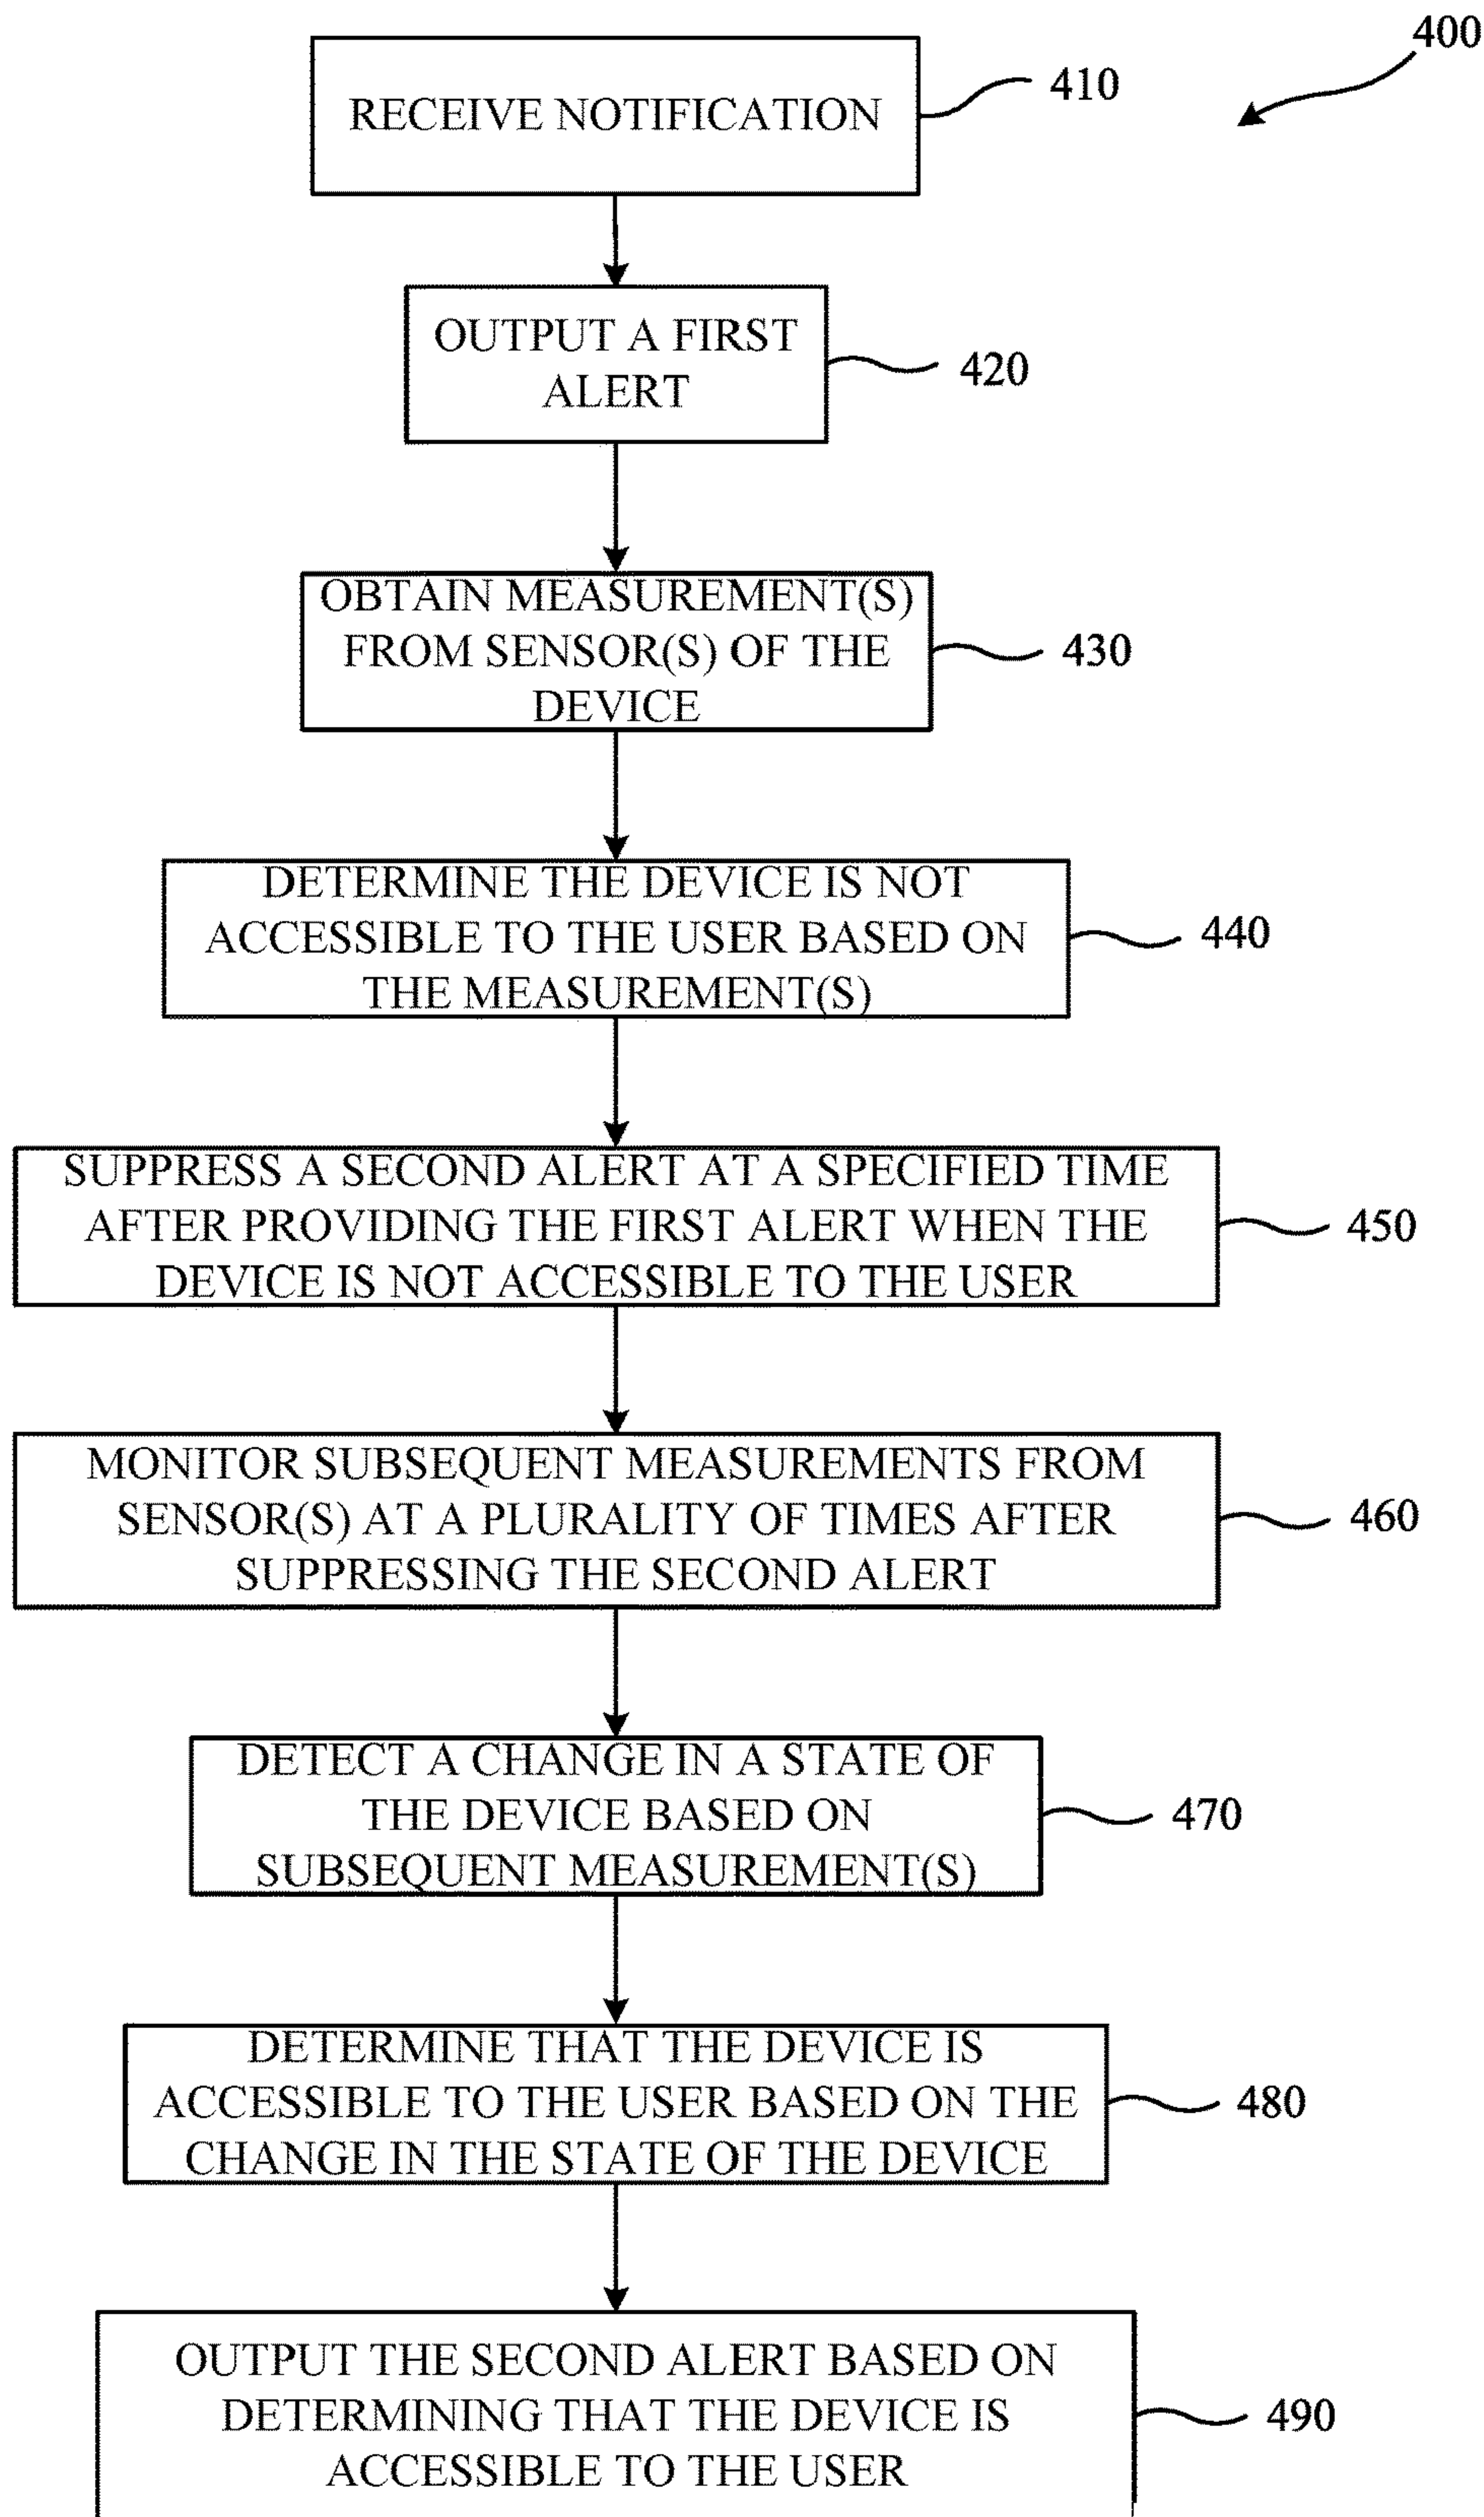 400
RECEIVE NOTIFICATION
410
OUTPUT A FIRST
ALERT
420
OBTAIN MEASUREMENT(S)
FROM SENSOR(S) OF THE
DEVICE
430
DETERMINE THE DEVICE IS NOT
ACCESSIBLE TO THE USER BASED ON
THE MEASUREMENT(S)
440
SUPPRESS A SECOND ALERT AT A SPECIFIED TIME
AFTER PROVIDING THE FIRST ALERT WHEN THE
DEVICE IS NOT ACCESSIBLE TO THE USER
450
MONITOR SUBSEQUENT MEASUREMENTS FROM
SENSOR(S) AT A PLURALITY OF TIMES AFTER
SUPPRESSING THE SECOND ALERT
460
DETECT A CHANGE IN A STATE OF
THE DEVICE BASED ON
SUBSEQUENT MEASUREMENT(S)
470
DETERMINE THAT THE DEVICE IS
ACCESSIBLE TO THE USER BASED ON THE
CHANGE IN THE STATE OF THE DEVICE
480
OUTPUT THE SECOND ALERT BASED ON
DETERMINING THAT THE DEVICE IS
ACCESSIBLE TO THE USER
490